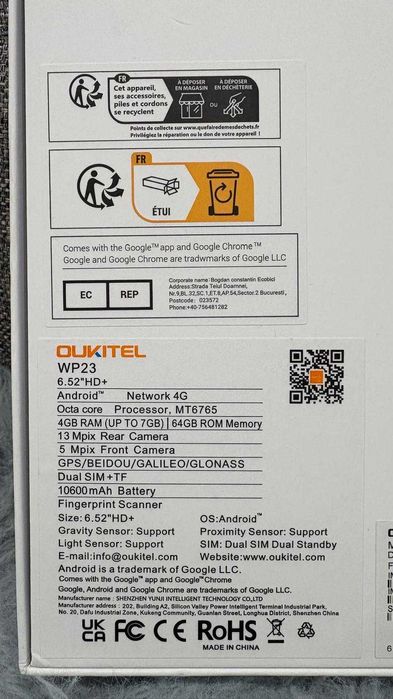 FR
Cet appareil,
ses accessoires,
piles et cordons
se recyclent
À DÉPOSER
EN MAGASIN
OU
À DÉPOSER
EN DÉCHÈTERIE
Points de collecte sur www.quefairedemesdechets.fr
Privilégiez la réparation ou le don de votre appareil !
FR
ÉTUI
Comes with the Google™ app and Google Chrome™
Google and Google Chrome are trademarks of Google LLC
EC REP
Corporate name: Bogdan constantin Ecobici
Address:Strada Teiul Doamnei,
Nr.9,BL.32,SC.1,ET.8,AP.54,Sector.2 Bucuresti,
Postcode: 023572
Phone:+40-756481282
OUKITEL
WP23
6.52"HD+
Android™ Network 4G
Octa core Processor, MT6765
4GB RAM (UP TO 7GB) | 64GB ROM Memory
13 Mpix Rear Camera
5 Mpix Front Camera
GPS/BEIDOU/GALILEO/GLONASS
Dual SIM +TF
10600mAh Battery
Fingerprint Scanner
Size: 6.52"HD+ OS:Android™
Gravity Sensor: Support Proximity Sensor: Support
Light Sensor: Support SIM: Dual SIM Dual Standby
E-mail:info@oukitel.com Website:www.oukitel.com
Android is a trademark of Google LLC.
Comes with the Google™ app and Google™Chrome
Google, Android and Google Chrome are trademarks of Google LLC.
Manufacturer name : SHENZHEN YUNJI INTELLIGENT TECHNOLOGY CO.,LTD
Manufacturer address : 202, Building A2, Silicon Valley Power Intelligent Terminal Industrial Park,
No. 20, Dafu Industrial Zone, Kukeng Community, Guanlan Street, Longhua District, Shenzhen China
UK CA FC CE RoHS
MADE IN CHINA